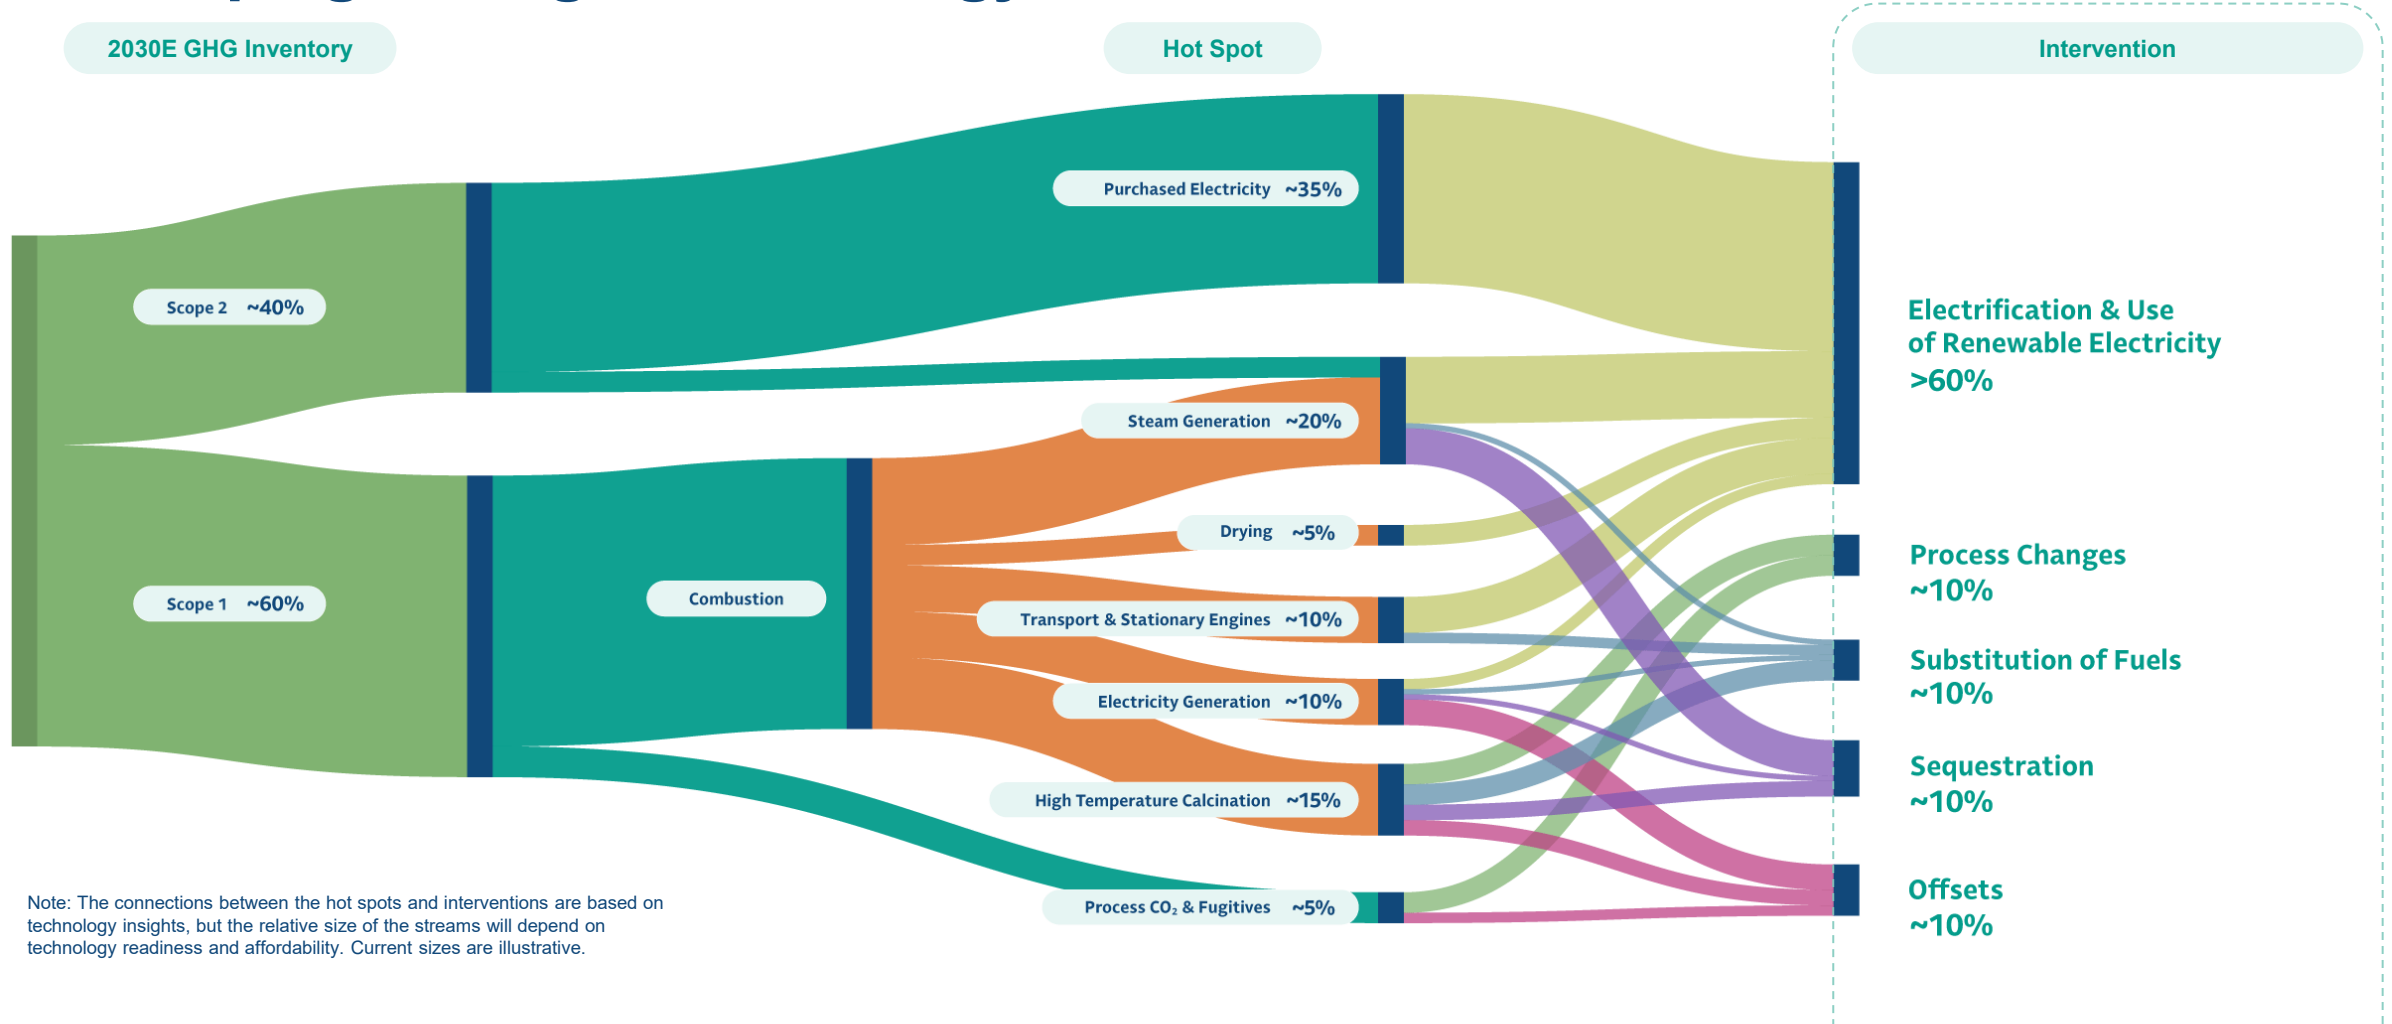 2030E GHG Inventory
Hot Spot
Intervention
Scope 2 ~40%
Scope 1 ~60%
Combustion
Purchased Electricity ~35%
Steam Generation ~20%
Drying ~5%
Transport & Stationary Engines ~10%
Electricity Generation ~10%
High Temperature Calcination ~15%
Process CO₂ & Fugitives ~5%
Electrification & Use
of Renewable Electricity
>60%
Process Changes
~10%
Substitution of Fuels
~10%
Sequestration
~10%
Offsets
~10%
Note: The connections between the hot spots and interventions are based on
technology insights, but the relative size of the streams will depend on
technology readiness and affordability. Current sizes are illustrative.